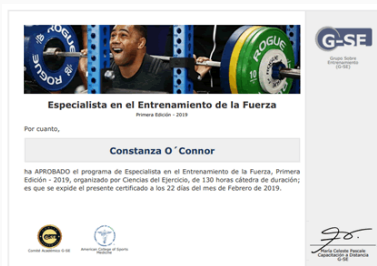 ROGUE
ROGUE
ROGUE
G-SE
Grupo Sobre
Entrenamiento
(G-SE)
Especialista en el Entrenamiento de la Fuerza
Primera Edición - 2019
Por cuanto,
Constanza O´Connor
ha APROBADO el programa de Especialista en el Entrenamiento de la Fuerza, Primera
Edición - 2019, organizado por Ciencias del Ejercicio, de 130 horas cátedra de duración;
es que se expide el presente certificado a los 22 días del mes de Febrero de 2019.
Comité Académico G-SE
American College of Sports
Medicine
María Celeste Pascale
Capacitación a Distancia
G-SE